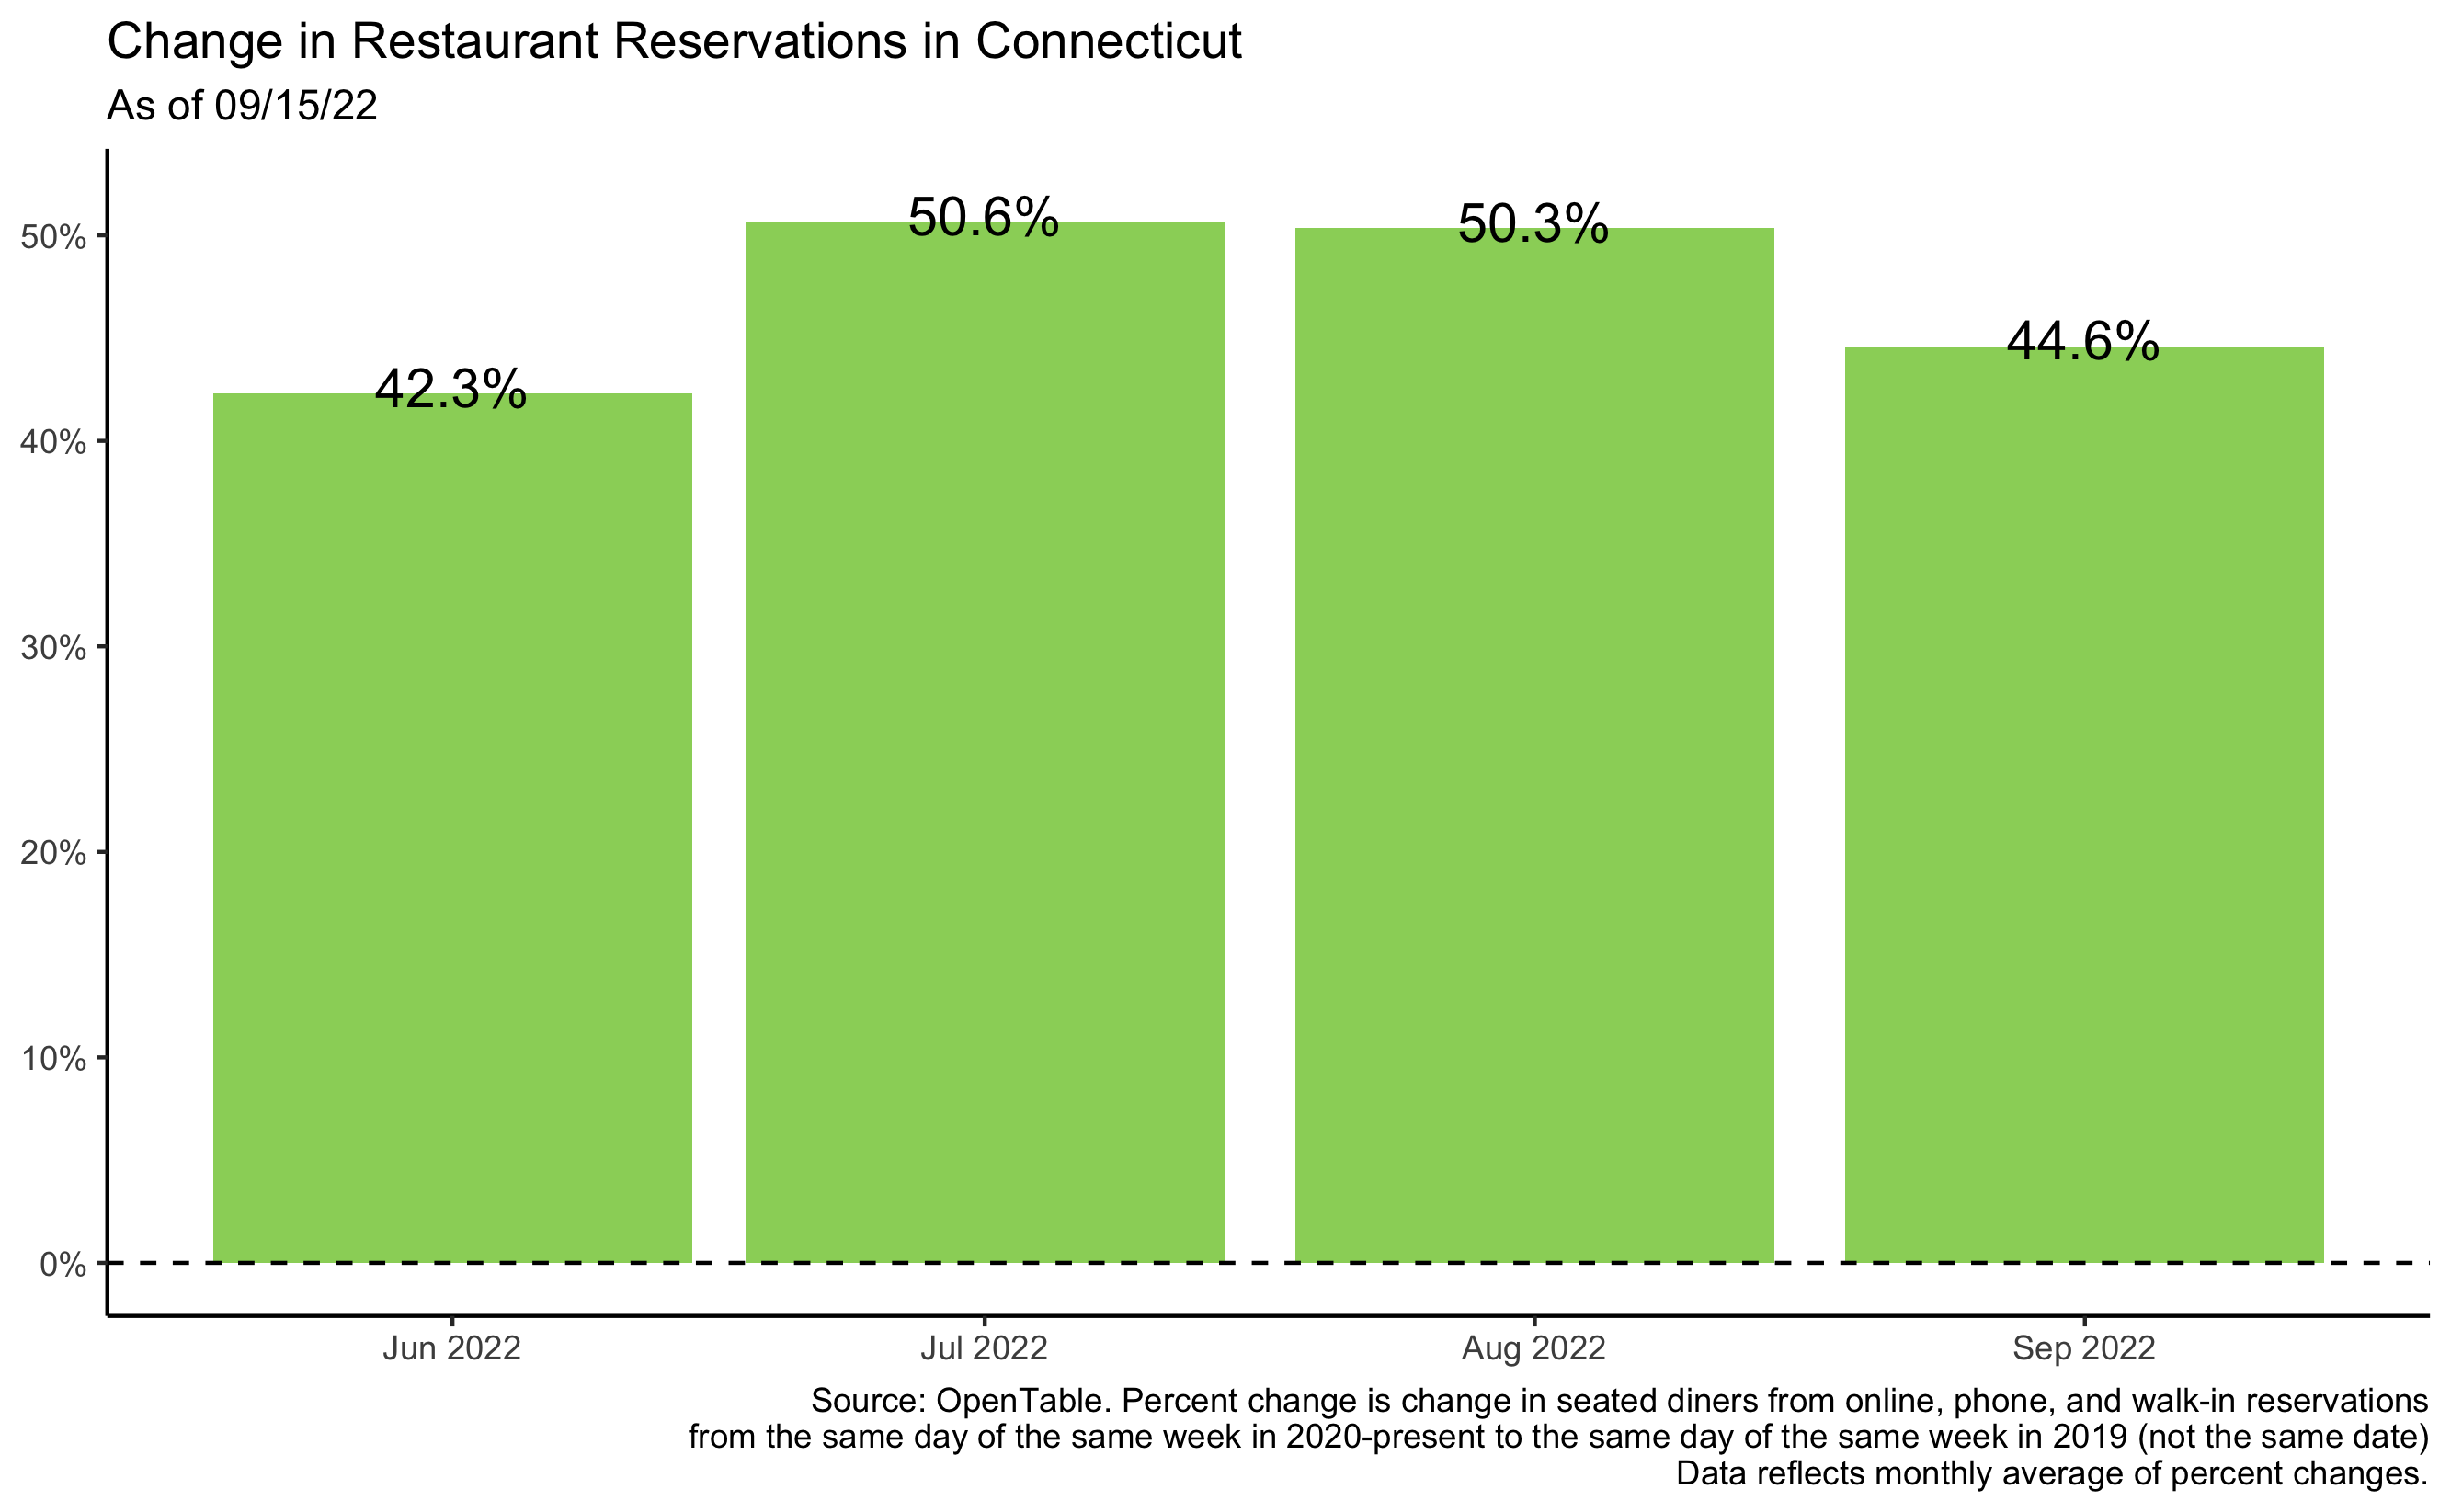 Change in Restaurant Reservations in Connecticut
As of 09/15/22
50.6%
50.3%
44.6%
42.3%
50%
40%
30%
20%
10%
0%
Jun 2022
Jul 2022
Aug 2022
Sep 2022
Source: OpenTable. Percent change is change in seated diners from online, phone, and walk-in reservations
from the same day of the same week in 2020-present to the same day of the same week in 2019 (not the same date)
Data reflects monthly average of percent changes.